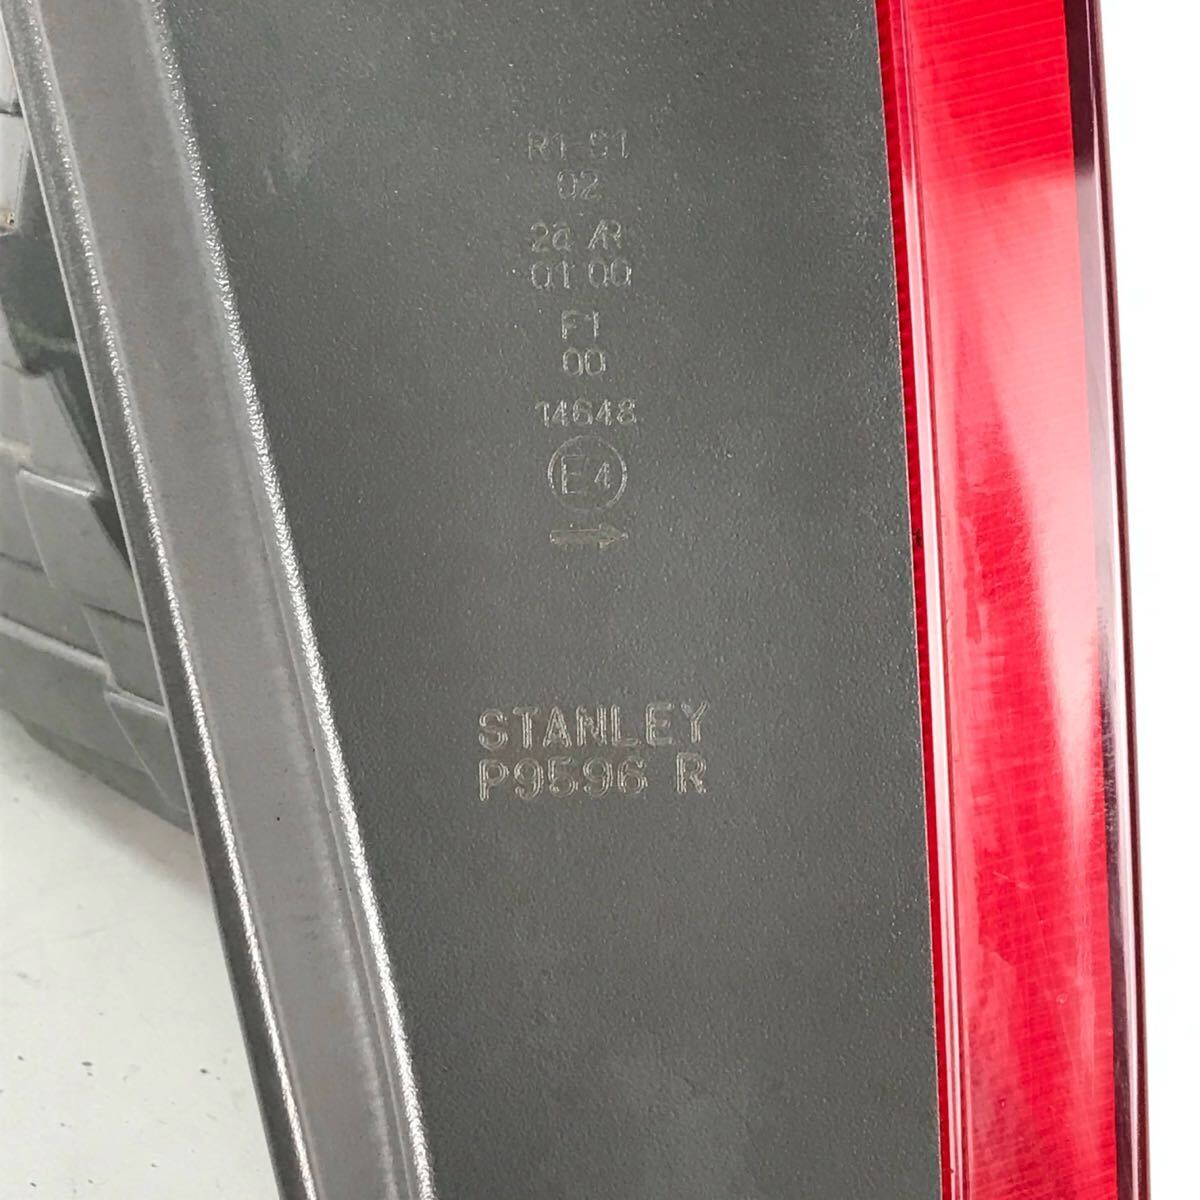 R1 S1
02
2a AR
01 00
F1
00
14648
E4
STANLEY
P9596 R